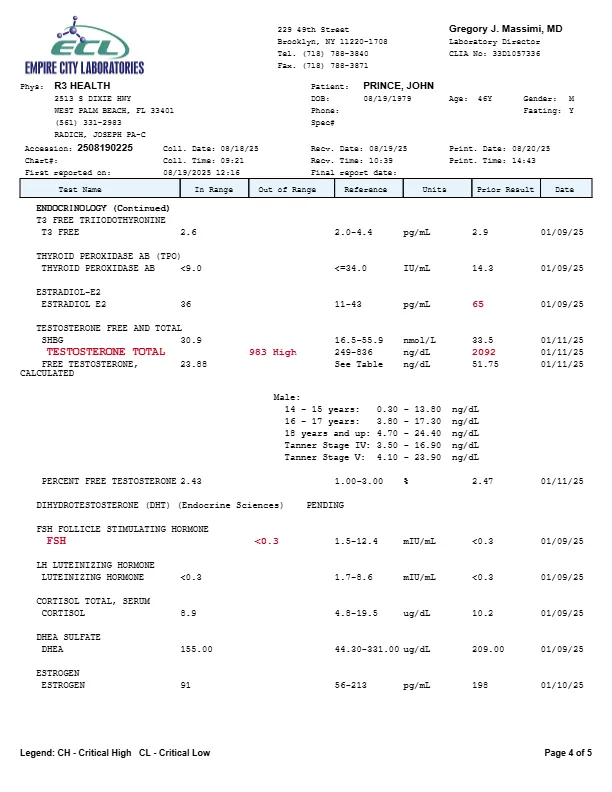 ECL
EMPIRE CITY LABORATORIES
229 49th Street
Brooklyn, NY 11220-1708
Tel. (718) 788-3840
Fax. (718) 788-3871
Gregory J. Massimi, MD
Laboratory Director
CLIA No: 33D1057336
Phys: R3 HEALTH
2513 S DIXIE HWY
WEST PALM BEACH, FL 33401
(561) 331-2983
RADICH, JOSEPH PA-C
Patient: PRINCE, JOHN
DOB: 08/19/1979 Age: 46Y Gender: M
Phone: Fasting: Y
Spec#
Accession: 2508190225 Coll. Date: 08/18/25 Recv. Date: 08/19/25 Print. Date: 08/20/25
Chart#: Coll. Time: 09:21 Recv. Time: 10:39 Print. Time: 14:43
First reported on: 08/19/2025 12:16 Final report date:
Test Name In Range Out of Range Reference Units Prior Result Date
ENDOCRINOLOGY (Continued)
T3 FREE TRIIODOTHYRONINE
T3 FREE 2.6 2.0-4.4 pg/mL 2.9 01/09/25
THYROID PEROXIDASE AB (TPO)
THYROID PEROXIDASE AB <9.0 <=34.0 IU/mL 14.3 01/09/25
ESTRADIOL-E2
ESTRADIOL E2 36 11-43 pg/mL 65 01/09/25
TESTOSTERONE FREE AND TOTAL
SHBG 30.9 16.5-55.9 nmol/L 33.5 01/11/25
TESTOSTERONE TOTAL 983 High 249-836 ng/dL 2092 01/11/25
FREE TESTOSTERONE, 23.88 See Table ng/dL 51.75 01/11/25
CALCULATED
Male:
14 - 15 years: 0.30 - 13.80 ng/dL
16 - 17 years: 3.80 - 17.30 ng/dL
18 years and up: 4.70 - 24.40 ng/dL
Tanner Stage IV: 3.50 - 16.90 ng/dL
Tanner Stage V: 4.10 - 23.90 ng/dL
PERCENT FREE TESTOSTERONE 2.43 1.00-3.00 % 2.47 01/11/25
DIHYDROTESTOSTERONE (DHT) (Endocrine Sciences) PENDING
FSH FOLLICLE STIMULATING HORMONE
FSH <0.3 1.5-12.4 mIU/mL <0.3 01/09/25
LH LUTEINIZING HORMONE
LUTEINIZING HORMONE <0.3 1.7-8.6 mIU/mL <0.3 01/09/25
CORTISOL TOTAL, SERUM
CORTISOL 8.9 4.8-19.5 ug/dL 10.2 01/09/25
DHEA SULFATE
DHEA 155.00 44.30-331.00 ug/dL 209.00 01/09/25
ESTROGEN
ESTROGEN 91 56-213 pg/mL 198 01/10/25
Legend: CH - Critical High CL - Critical Low
Page 4 of 5